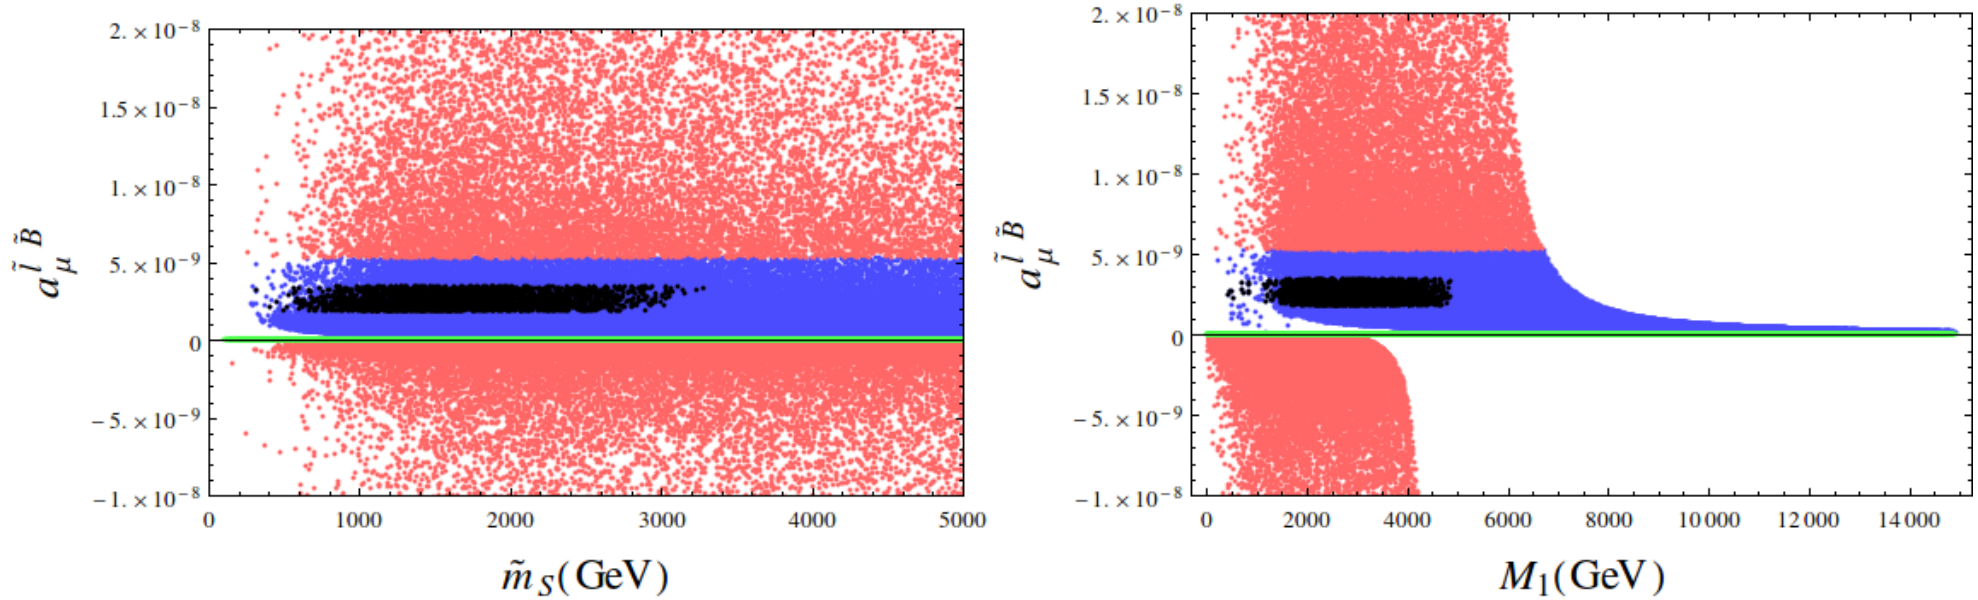 2. × 10⁻⁸
1.5 × 10⁻⁸
1. × 10⁻⁸
5. × 10⁻⁹
0
−5. × 10⁻⁹
−1. × 10⁻⁸
a_μ^{l̃ B̃}
0 1000 2000 3000 4000 5000
m̃_S (GeV)
2. × 10⁻⁸
1.5 × 10⁻⁸
1. × 10⁻⁸
5. × 10⁻⁹
0
−5. × 10⁻⁹
−1. × 10⁻⁸
a_μ^{l̃ B̃}
0 2000 4000 6000 8000 10 000 12 000 14 000
M₁(GeV)